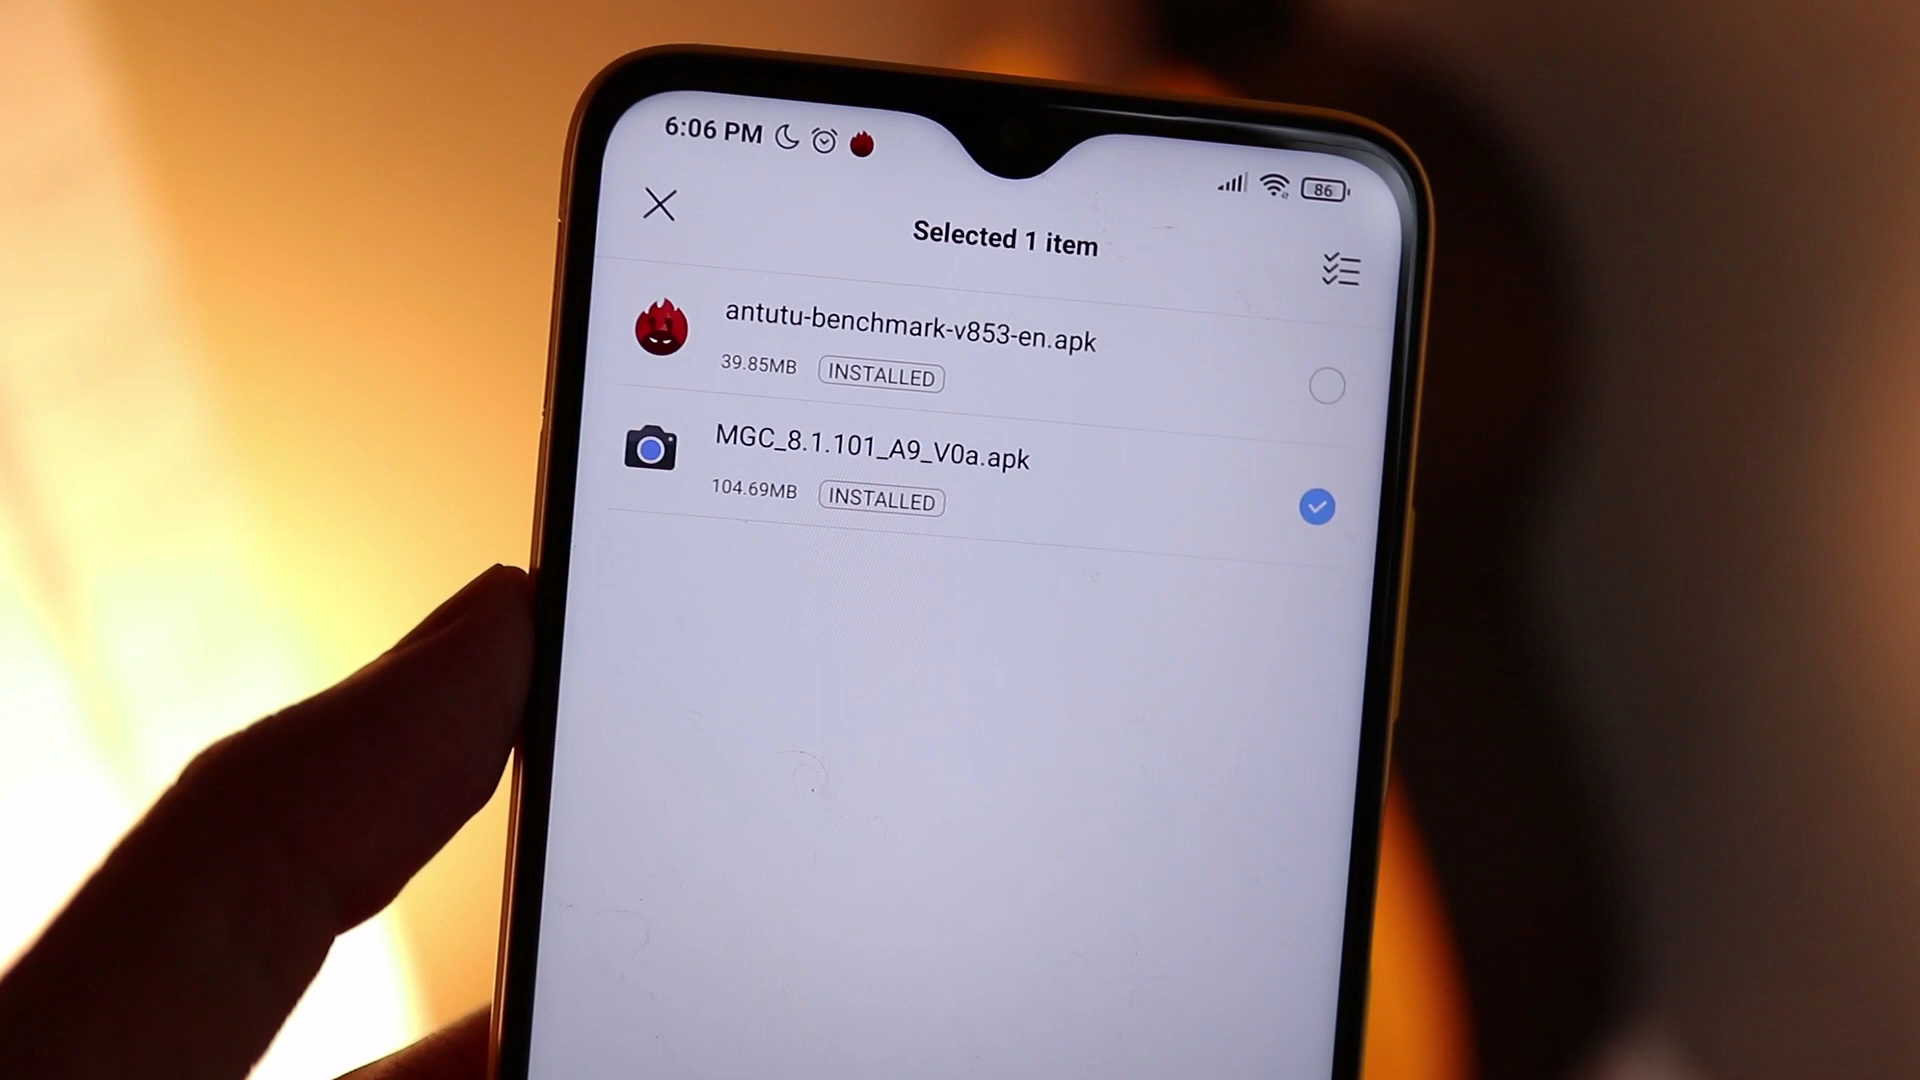 6:06 PM
86
Selected 1 item
antutu-benchmark-v853-en.apk
39.85MB INSTALLED
MGC_8.1.101_A9_V0a.apk
104.69MB INSTALLED